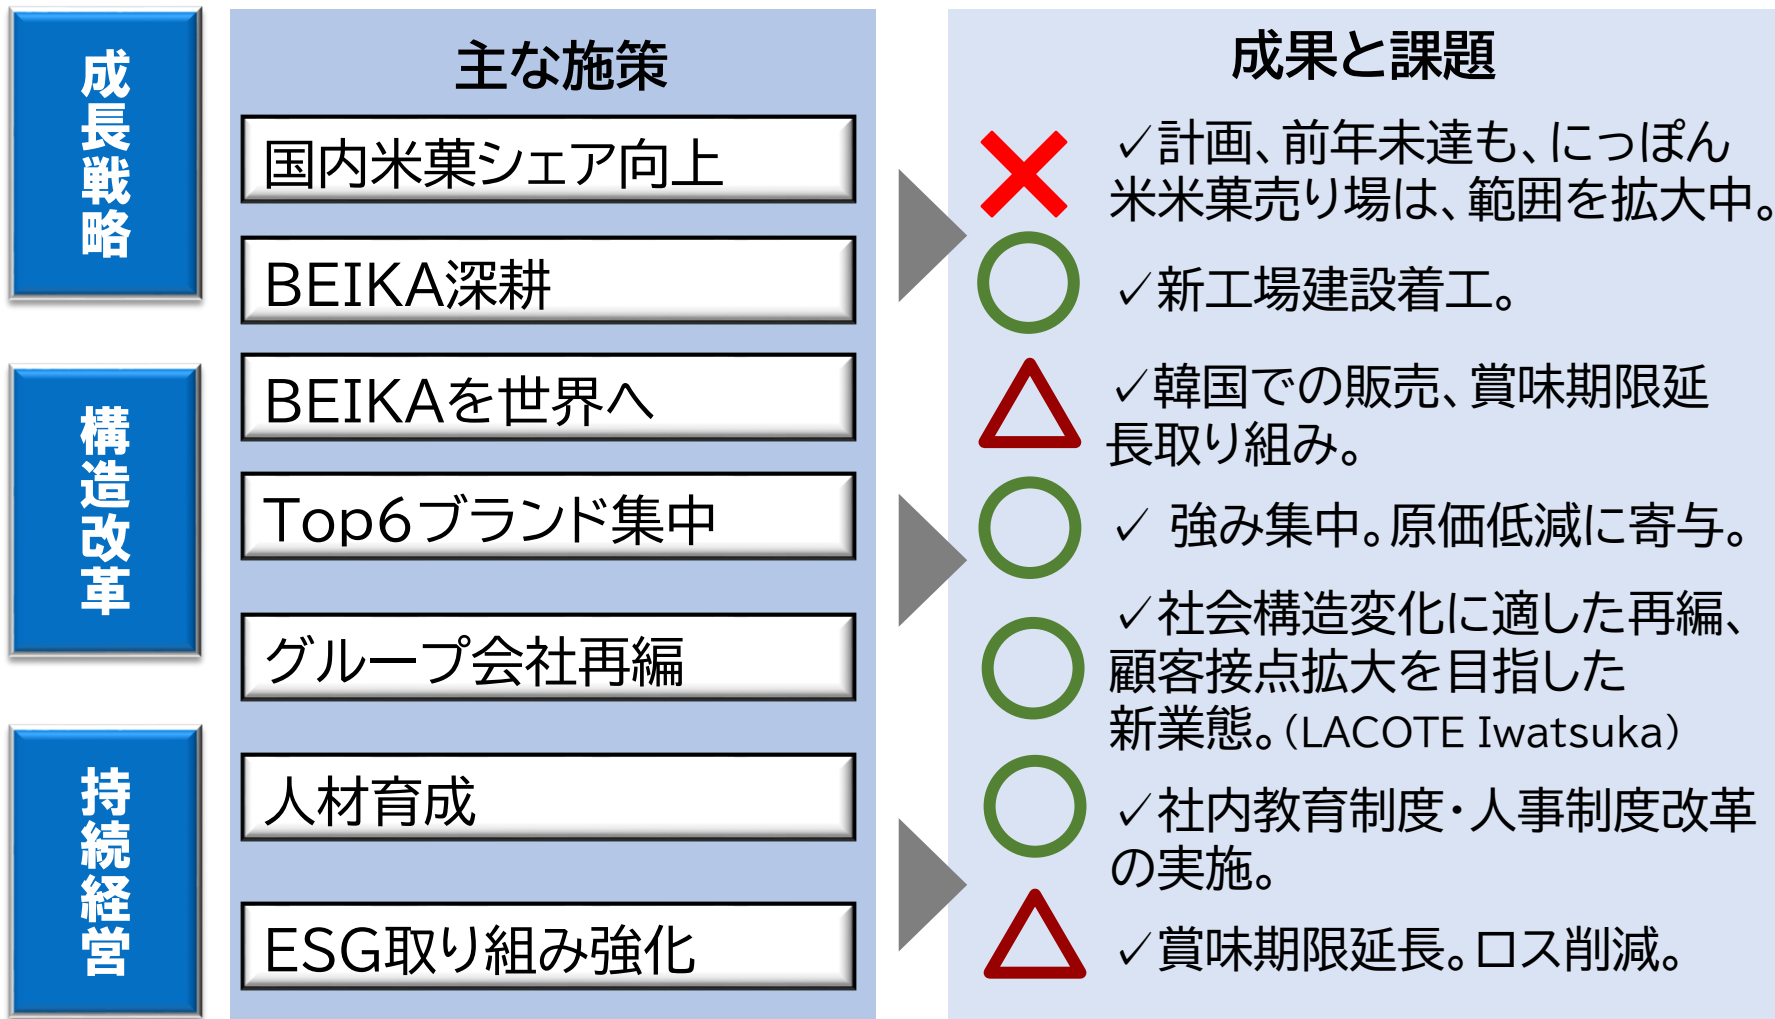 成長戦略
構造改革
持続経営
主な施策
国内米菓シェア向上
BEIKA深耕
BEIKAを世界へ
Top6ブランド集中
グループ会社再編
人材育成
ESG取り組み強化
成果と課題
✓計画、前年未達も、にっぽん
米米菓売り場は、範囲を拡大中。
✓新工場建設着工。
✓韓国での販売、賞味期限延
長取り組み。
✓ 強み集中。原価低減に寄与。
✓社会構造変化に適した再編、
顧客接点拡大を目指した
新業態。（LACOTE Iwatsuka）
✓社内教育制度・人事制度改革
の実施。
✓賞味期限延長。ロス削減。